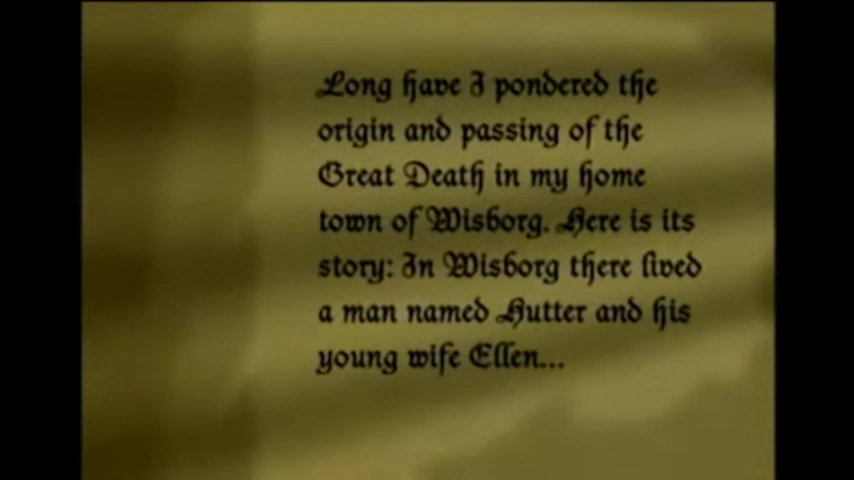 Long have I pondered the
origin and passing of the
Great Death in my home
town of Wisborg. Here is its
story: In Wisborg there lived
a man named Hutter and his
young wife Ellen...